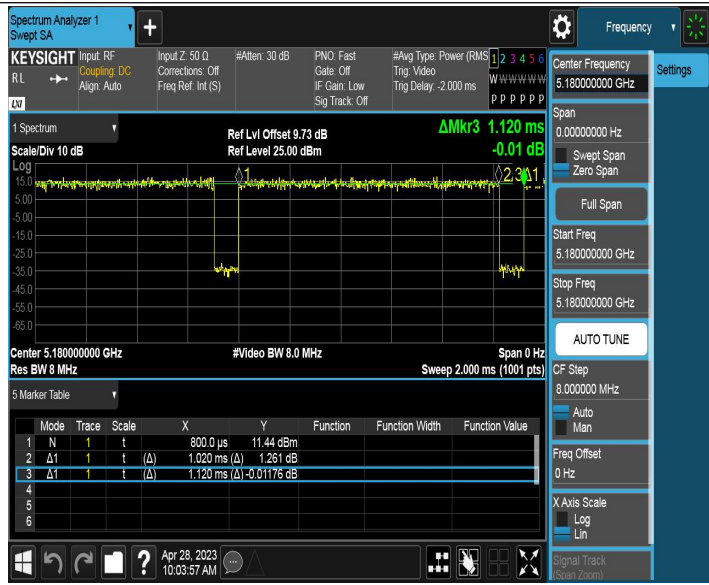 Spectrum Analyzer 1
Swept SA
+
Frequency
KEYSIGHT
RL
LXI
Input: RF
Coupling: DC
Align: Auto
Input Z: 50 Ω
Corrections: Off
Freq Ref: Int (S)
#Atten: 30 dB
PNO: Fast
Gate: Off
IF Gain: Low
Sig Track: Off
#Avg Type: Power (RMS
Trig: Video
Trig Delay: -2.000 ms
1 2 3 4 5 6
W W W W W W
P P P P P P
1 Spectrum
Scale/Div 10 dB
Ref Lvl Offset 9.73 dB
Ref Level 25.00 dBm
ΔMkr3 1.120 ms
-0.01 dB
Log
15.0
5.00
-5.00
-15.0
-25.0
-35.0
-45.0
-55.0
-65.0
1
2 3Δ1
Center 5.180000000 GHz
Res BW 8 MHz
#Video BW 8.0 MHz
Span 0 Hz
Sweep 2.000 ms (1001 pts)
5 Marker Table
Mode Trace Scale X Y Function Function Width Function Value
1 N 1 t 800.0 µs 11.44 dBm
2 Δ1 1 t (Δ) 1.020 ms (Δ) 1.261 dB
3 Δ1 1 t (Δ) 1.120 ms (Δ) -0.01176 dB
4
5
6
?
Apr 28, 2023
10:03:57 AM
Center Frequency
5.180000000 GHz
Span
0.00000000 Hz
Swept Span
Zero Span
Full Span
Start Freq
5.180000000 GHz
Stop Freq
5.180000000 GHz
AUTO TUNE
CF Step
8.000000 MHz
Auto
Man
Freq Offset
0 Hz
X Axis Scale
Log
Lin
Signal Track
(Span Zoom)
Settings